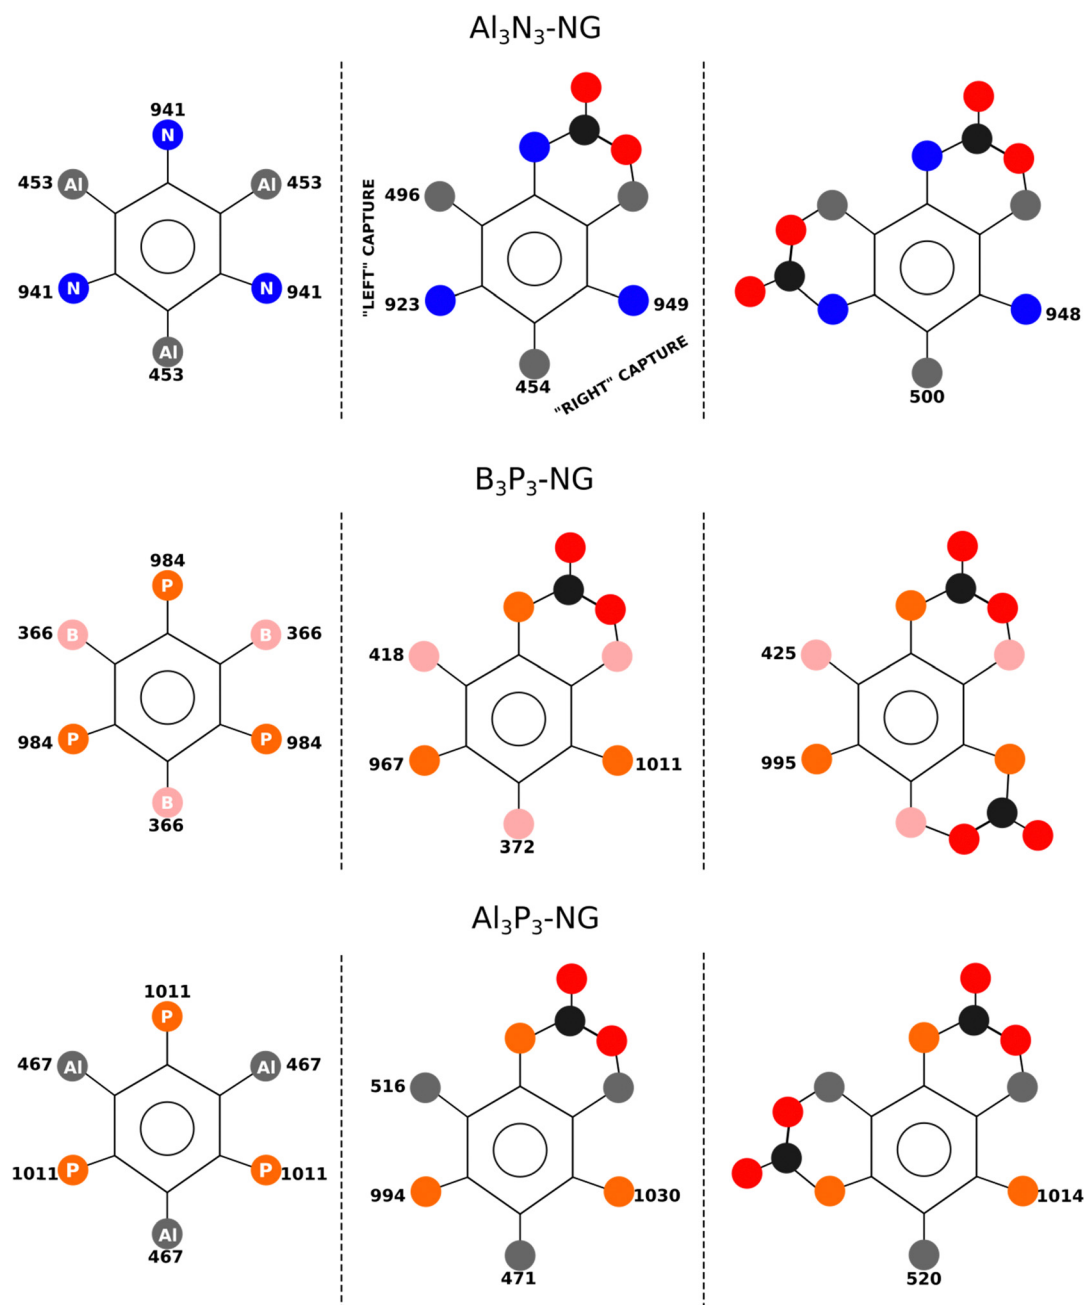 Al₃N₃-NG
941
N
453 Al Al 453
941 N N 941
Al
453
496
"LEFT" CAPTURE
923 949
454
"RIGHT" CAPTURE
948
500
B₃P₃-NG
984
P
366 B B 366
984 P P 984
B
366
418
967 1011
372
425
995
Al₃P₃-NG
1011
P
467 Al Al 467
1011 P P 1011
Al
467
516
994 1030
471
1014
520